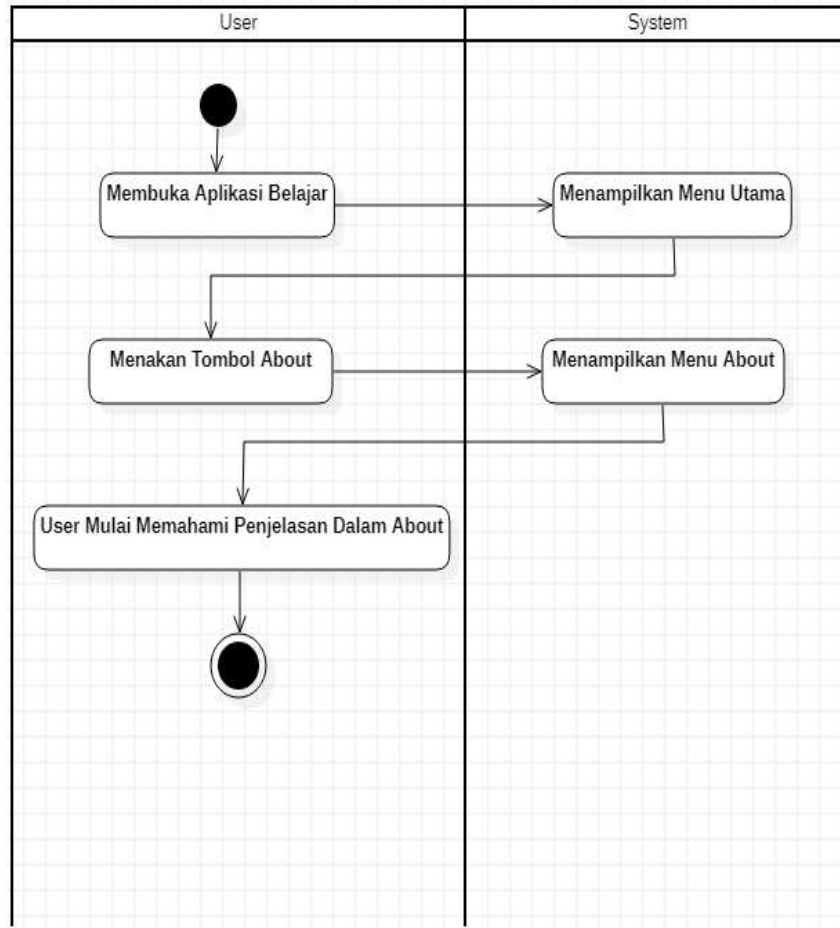 User
System
Membuka Aplikasi Belajar
Menampilkan Menu Utama
Menakan Tombol About
Menampilkan Menu About
User Mulai Memahami Penjelasan Dalam About